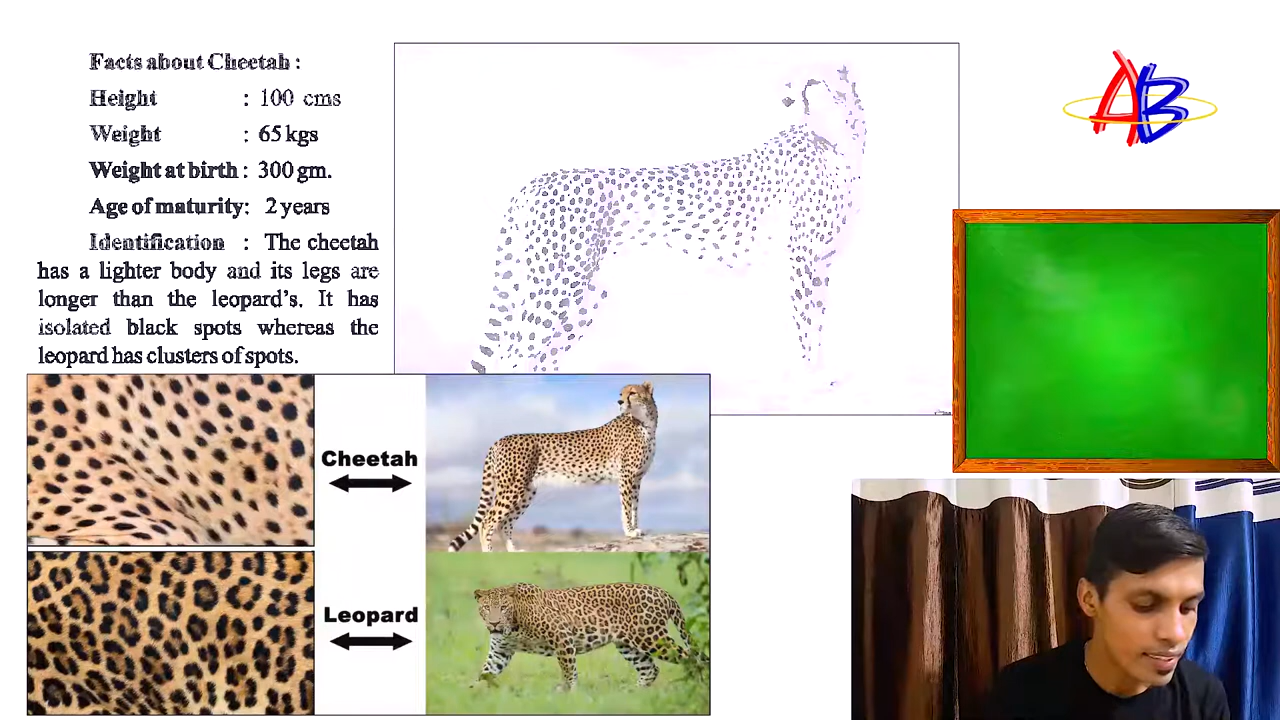 Facts about Cheetah :
Height : 100 cms
Weight : 65 kgs
Weight at birth : 300 gm.
Age of maturity: 2 years
Identification : The cheetah
has a lighter body and its legs are
longer than the leopard's. It has
isolated black spots whereas the
leopard has clusters of spots.
AB
Cheetah
Leopard